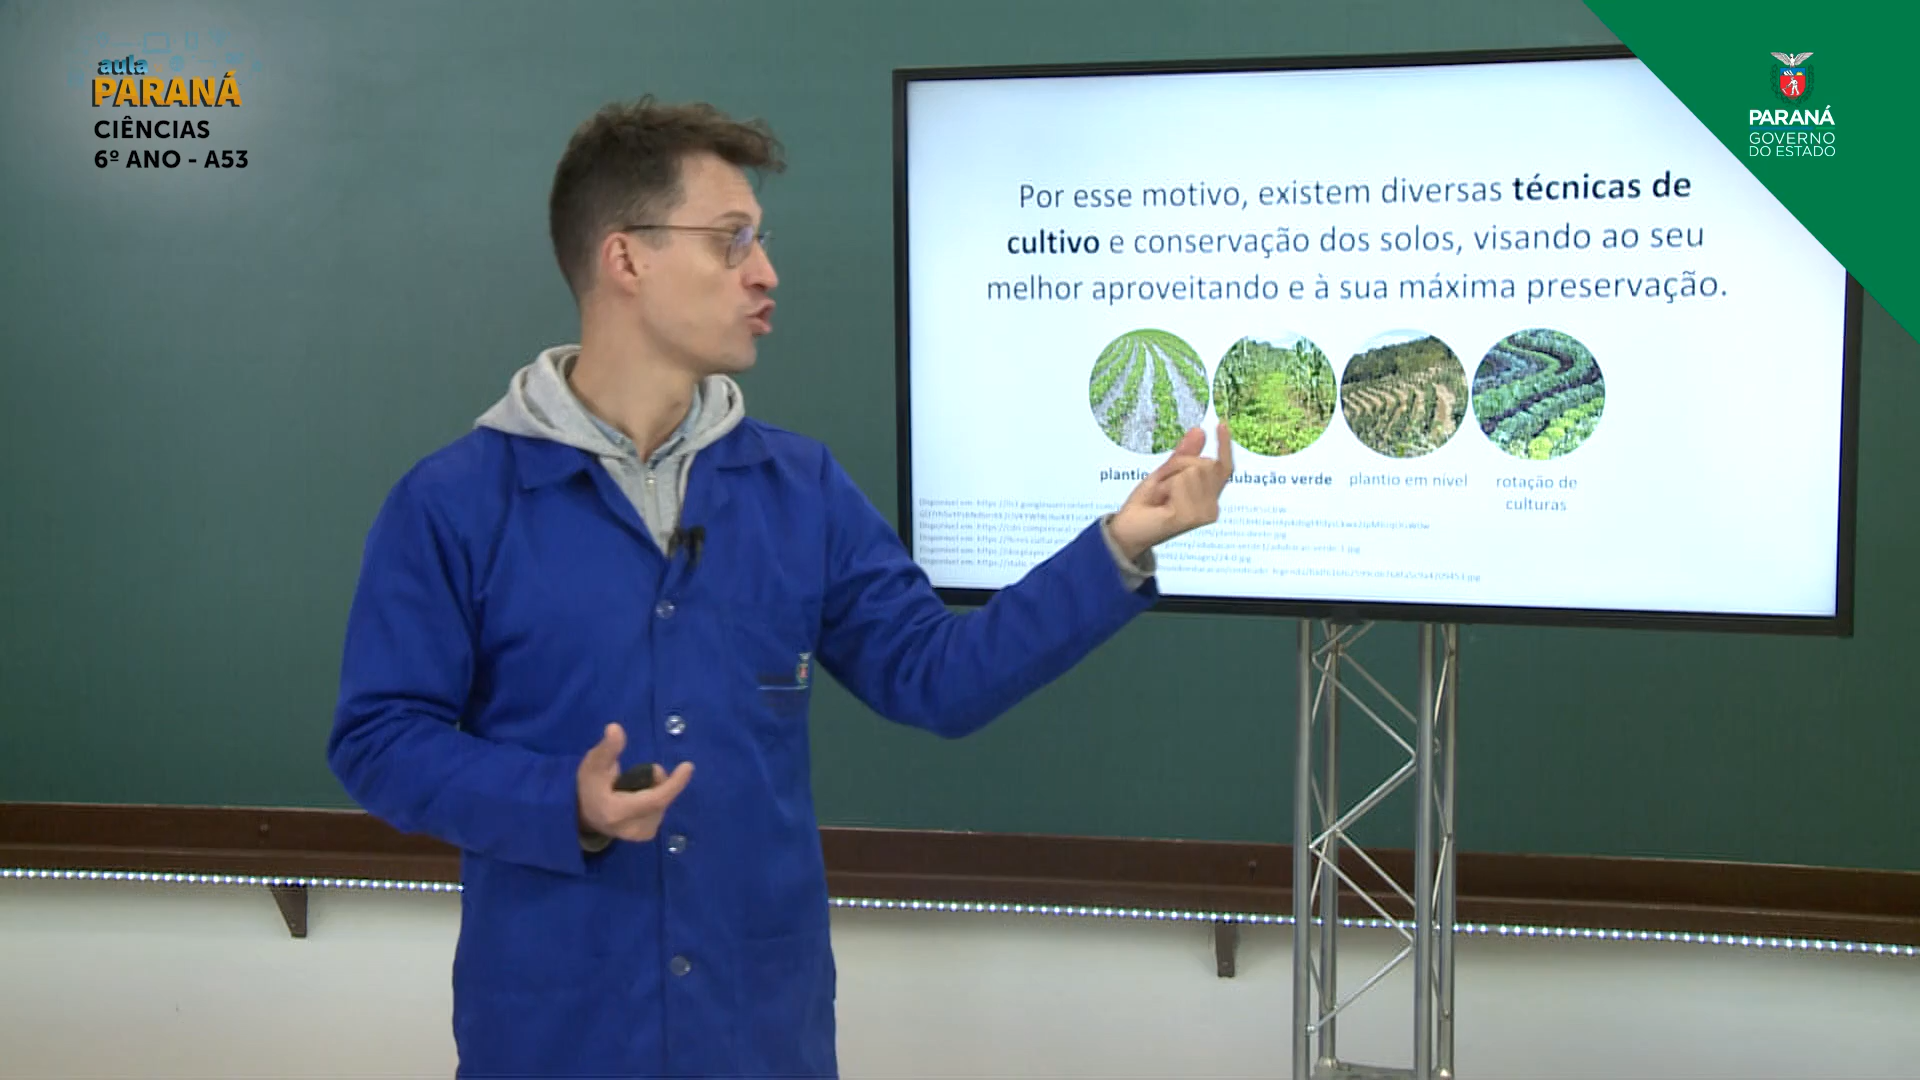 aula
PARANÁ
CIÊNCIAS
6º ANO - A53
PARANÁ
GOVERNO
DO ESTADO
Por esse motivo, existem diversas técnicas de
cultivo e conservação dos solos, visando ao seu
melhor aproveitando e à sua máxima preservação.
plantio
adubação verde
plantio em nível
rotação de
culturas